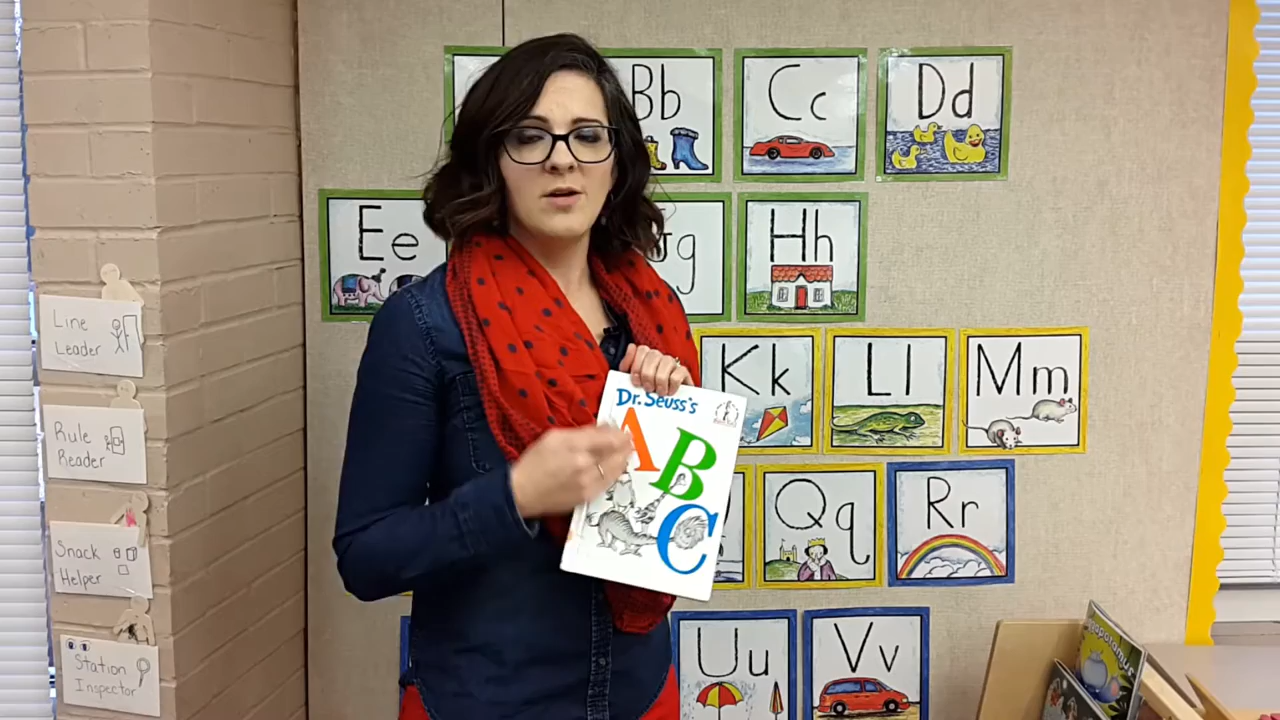 Bb
Cc
Dd
Ee
g
Hh
Kk
Ll
Mm
Qq
Rr
Uu
Vv
Line
Leader
Rule
Reader
Snack
Helper
Station
Inspector
Dr. Seuss's
A
B
C